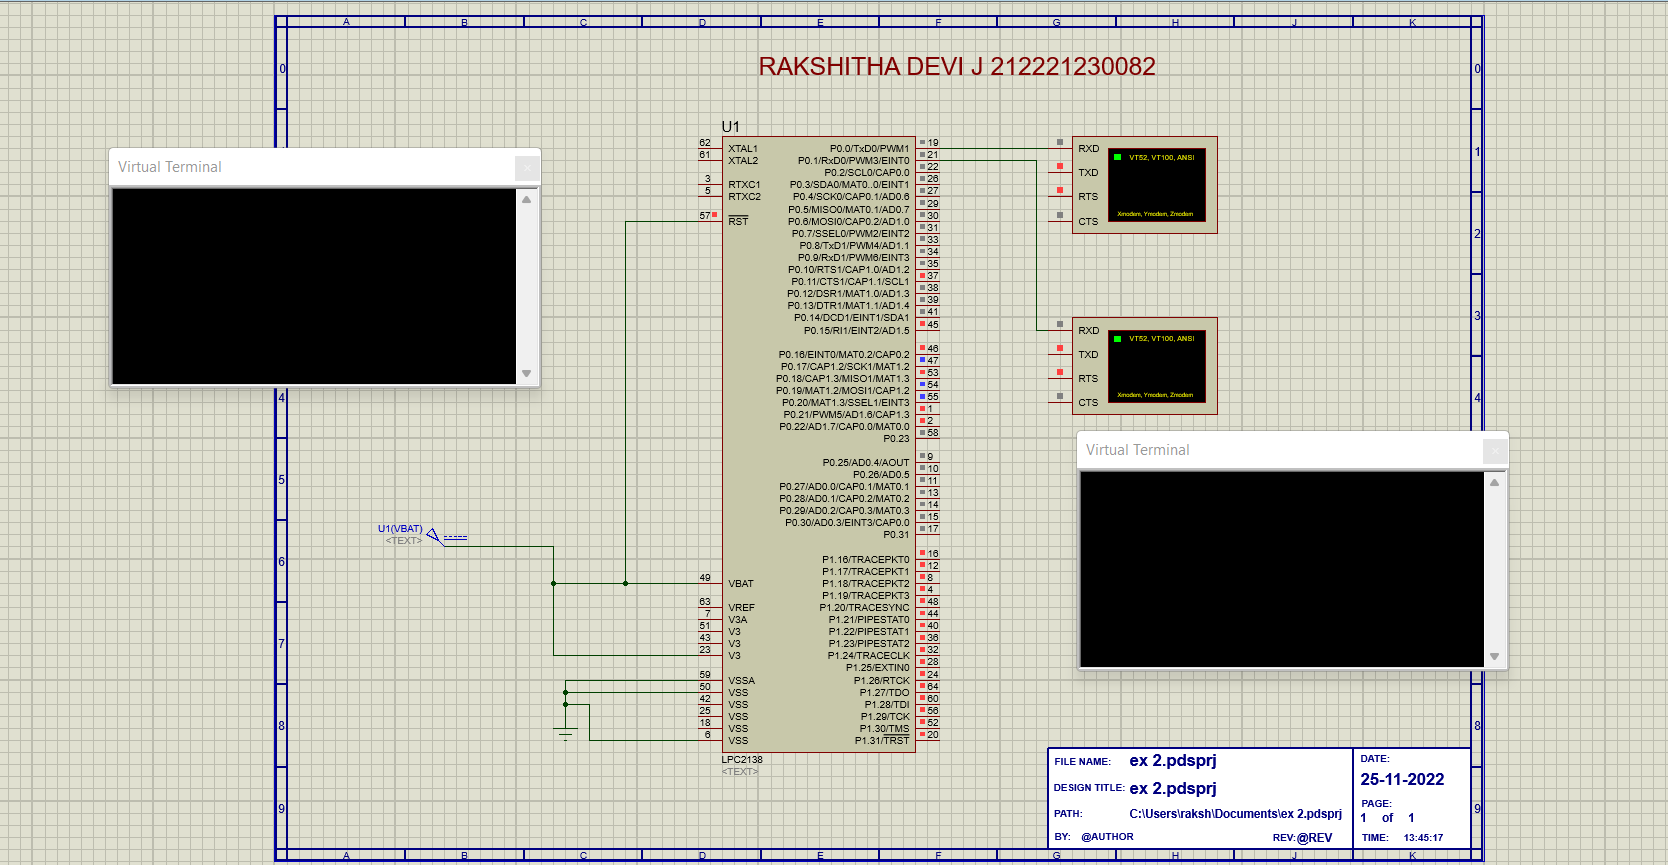 A B C D E F G H J K
RAKSHITHA DEVI J 212221230082
0 0
U1
Virtual Terminal
62 XTAL1
61 XTAL2
3 RTXC1
5 RTXC2
57 RST
P0.0/TxD0/PWM1 19
P0.1/RxD0/PWM3/EINT0 21
P0.2/SCL0/CAP0.0 22
P0.3/SDA0/MAT0..0/EINT1 26
P0.4/SCK0/CAP0.1/AD0.6 27
P0.5/MISO0/MAT0.1/AD0.7 29
P0.6/MOSI0/CAP0.2/AD1.0 30
P0.7/SSEL0/PWM2/EINT2 31
P0.8/TxD1/PWM4/AD1.1 33
P0.9/RxD1/PWM6/EINT3 34
P0.10/RTS1/CAP1.0/AD1.2 35
P0.11/CTS1/CAP1.1/SCL1 37
P0.12/DSR1/MAT1.0/AD1.3 38
P0.13/DTR1/MAT1.1/AD1.4 39
P0.14/DCD1/EINT1/SDA1 41
P0.15/RI1/EINT2/AD1.5 45
P0.16/EINT0/MAT0.2/CAP0.2 46
P0.17/CAP1.2/SCK1/MAT1.2 47
P0.18/CAP1.3/MISO1/MAT1.3 53
P0.19/MAT1.2/MOSI1/CAP1.2 54
P0.20/MAT1.3/SSEL1/EINT3 55
P0.21/PWM5/AD1.6/CAP1.3 1
P0.22/AD1.7/CAP0.0/MAT0.0 2
P0.23 58
P0.25/AD0.4/AOUT 9
P0.26/AD0.5 10
P0.27/AD0.0/CAP0.1/MAT0.1 11
P0.28/AD0.1/CAP0.2/MAT0.2 13
P0.29/AD0.2/CAP0.3/MAT0.3 14
P0.30/AD0.3/EINT3/CAP0.0 15
P0.31 17
P1.16/TRACEPKT0 16
P1.17/TRACEPKT1 12
P1.18/TRACEPKT2 8
P1.19/TRACEPKT3 4
P1.20/TRACESYNC 48
P1.21/PIPESTAT0 44
P1.22/PIPESTAT1 40
P1.23/PIPESTAT2 36
P1.24/TRACECLK 32
P1.25/EXTIN0 28
P1.26/RTCK 24
P1.27/TDO 64
P1.28/TDI 60
P1.29/TCK 56
P1.30/TMS 52
P1.31/TRST 20
RXD
TXD
RTS
CTS
VT52, VT100, ANSI
Xmodem, Ymodem, Zmodem
RXD
TXD
RTS
CTS
VT52, VT100, ANSI
Xmodem, Ymodem, Zmodem
1
2
3
4 4
Virtual Terminal
5
U1(VBAT)
<TEXT>
6
49 VBAT
63 VREF
7 V3A
51 V3
43 V3
23 V3
7
59 VSSA
50 VSS
42 VSS
25 VSS
18 VSS
6 VSS
8 8
LPC2138
<TEXT>
9 9
FILE NAME: ex 2.pdsprj
DESIGN TITLE: ex 2.pdsprj
PATH: C:\Users\raksh\Documents\ex 2.pdsprj
BY: @AUTHOR REV:@REV
DATE:
25-11-2022
PAGE:
1 of 1
TIME: 13:45:17
A B C D E F G H J K